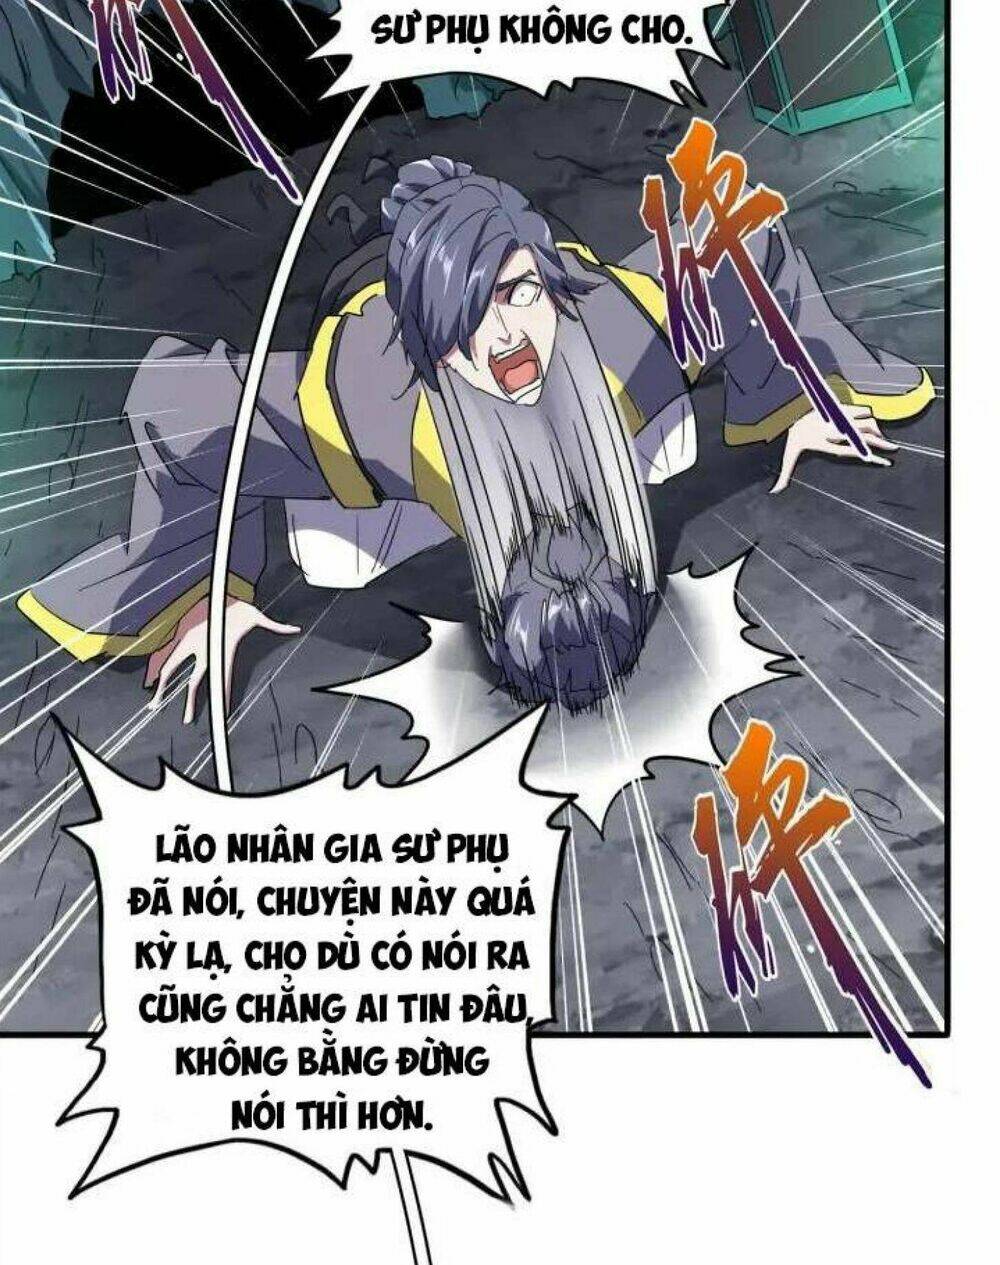 SƯ PHỤ KHÔNG CHO.
LÃO NHÂN GIA SƯ PHỤ
ĐÃ NÓI, CHUYỆN NÀY QUÁ
KỲ LẠ, CHO DÙ CÓ NÓI RA
CŨNG CHẲNG AI TIN ĐÂU,
KHÔNG BẰNG ĐỪNG
NÓI THÌ HƠN.